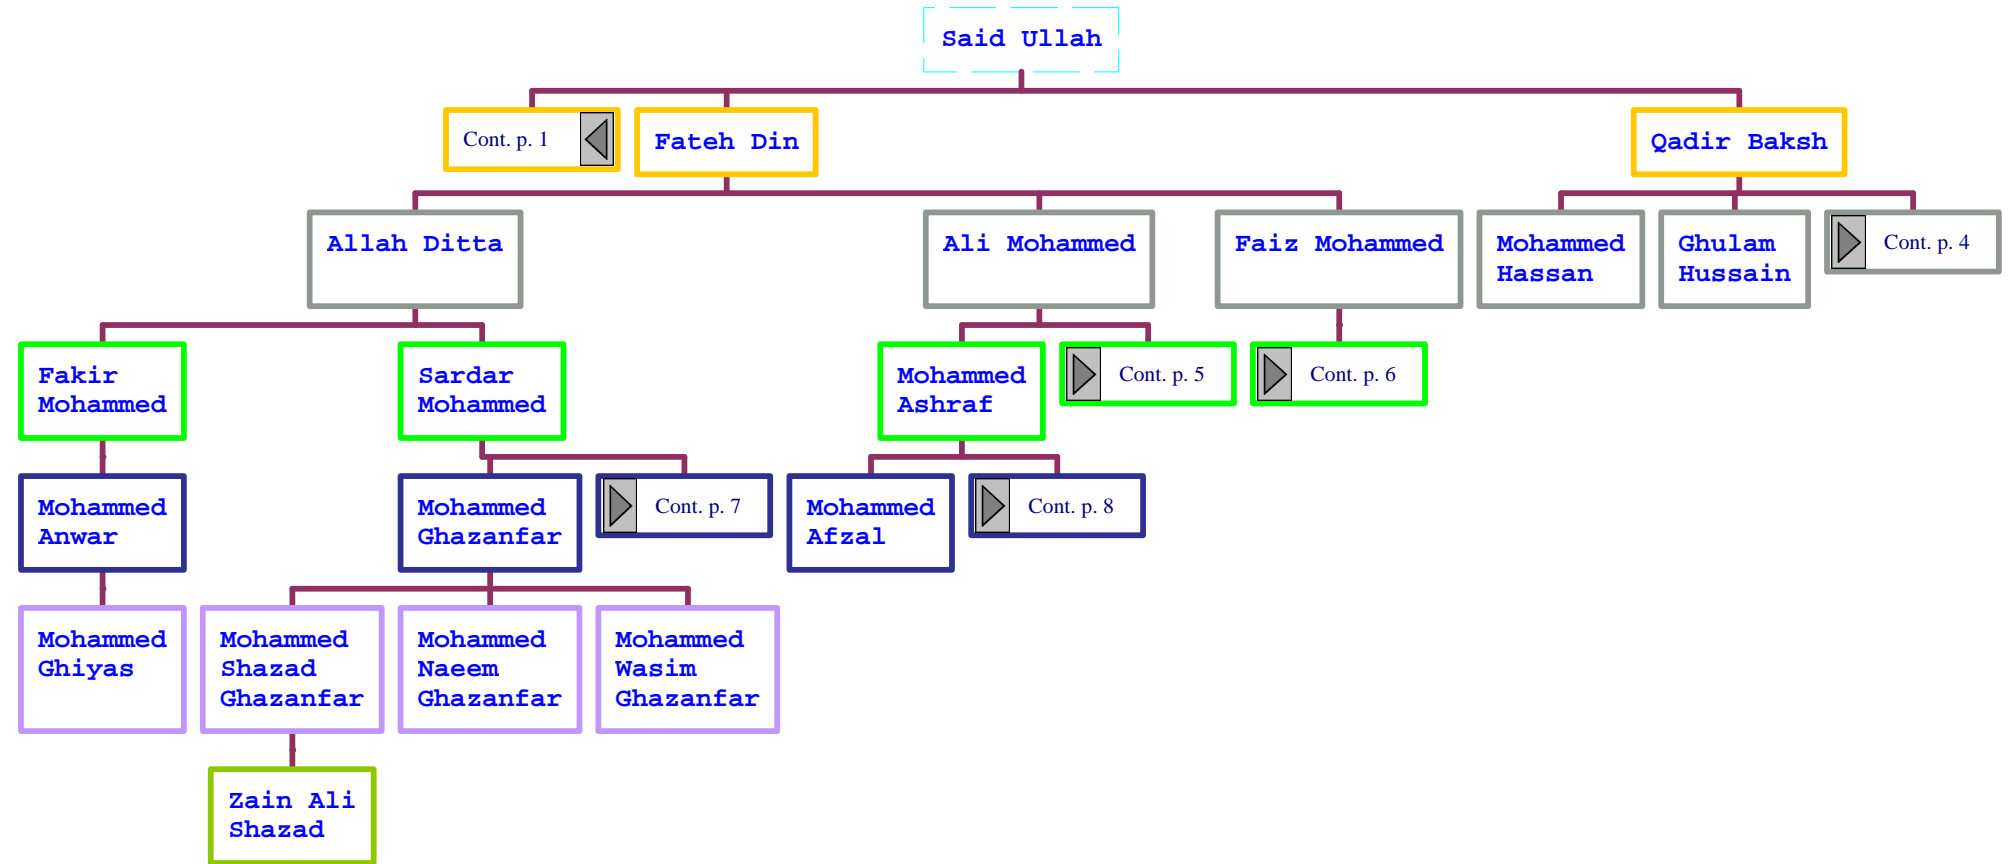 Said Ullah
Cont. p. 1
Fateh Din
Qadir Baksh
Allah Ditta
Ali Mohammed
Faiz Mohammed
Mohammed
Hassan
Ghulam
Hussain
Cont. p. 4
Fakir
Mohammed
Sardar
Mohammed
Mohammed
Ashraf
Cont. p. 5
Cont. p. 6
Mohammed
Anwar
Mohammed
Ghazanfar
Cont. p. 7
Mohammed
Afzal
Cont. p. 8
Mohammed
Ghiyas
Mohammed
Shazad
Ghazanfar
Mohammed
Naeem
Ghazanfar
Mohammed
Wasim
Ghazanfar
Zain Ali
Shazad